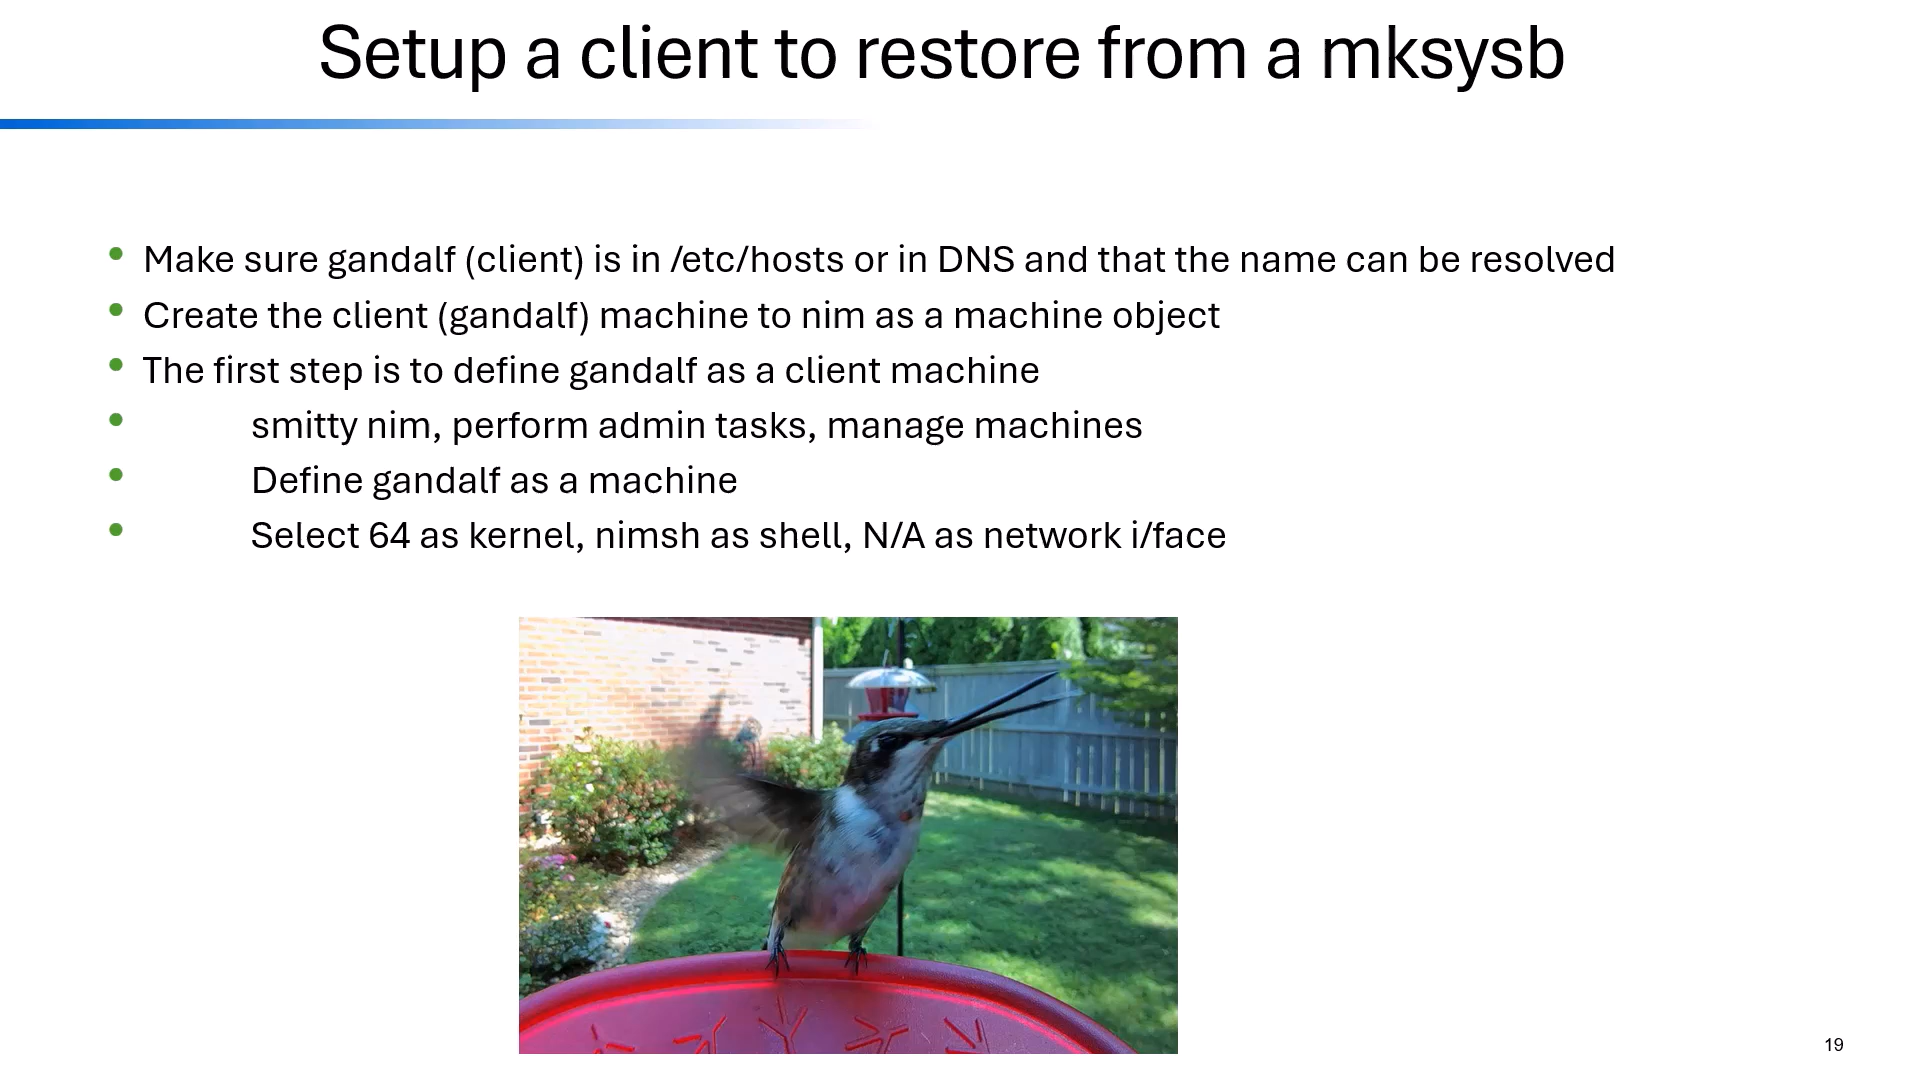 Setup a client to restore from a mksysb
• Make sure gandalf (client) is in /etc/hosts or in DNS and that the name can be resolved
• Create the client (gandalf) machine to nim as a machine object
• The first step is to define gandalf as a client machine
• smitty nim, perform admin tasks, manage machines
• Define gandalf as a machine
• Select 64 as kernel, nimsh as shell, N/A as network i/face
19